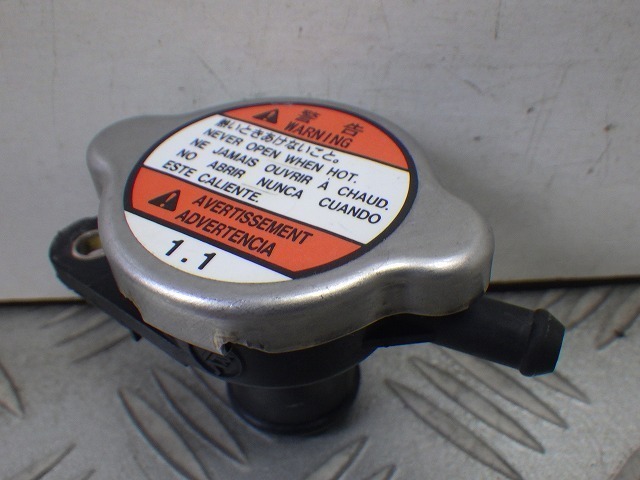 警告
WARNING
熱いときあけないこと。
NEVER OPEN WHEN HOT.
NE JAMAIS OUVRIR À CHAUD.
NO ABRIR NUNCA CUANDO
ESTE CALIENTE.
AVERTISSEMENT
ADVERTENCIA
1.1